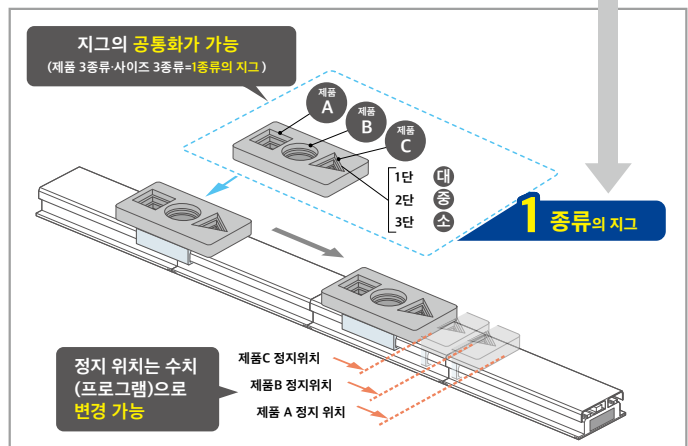 지그의 공통화가 가능
(제품 3종류·사이즈 3종류=1종류의 지그)
제품
A
제품
B
제품
C
1단 대
2단 중
3단 소
1 종류의 지그
정지 위치는 수치
(프로그램)으로
변경 가능
제품C 정지위치
제품B 정지위치
제품 A 정지 위치